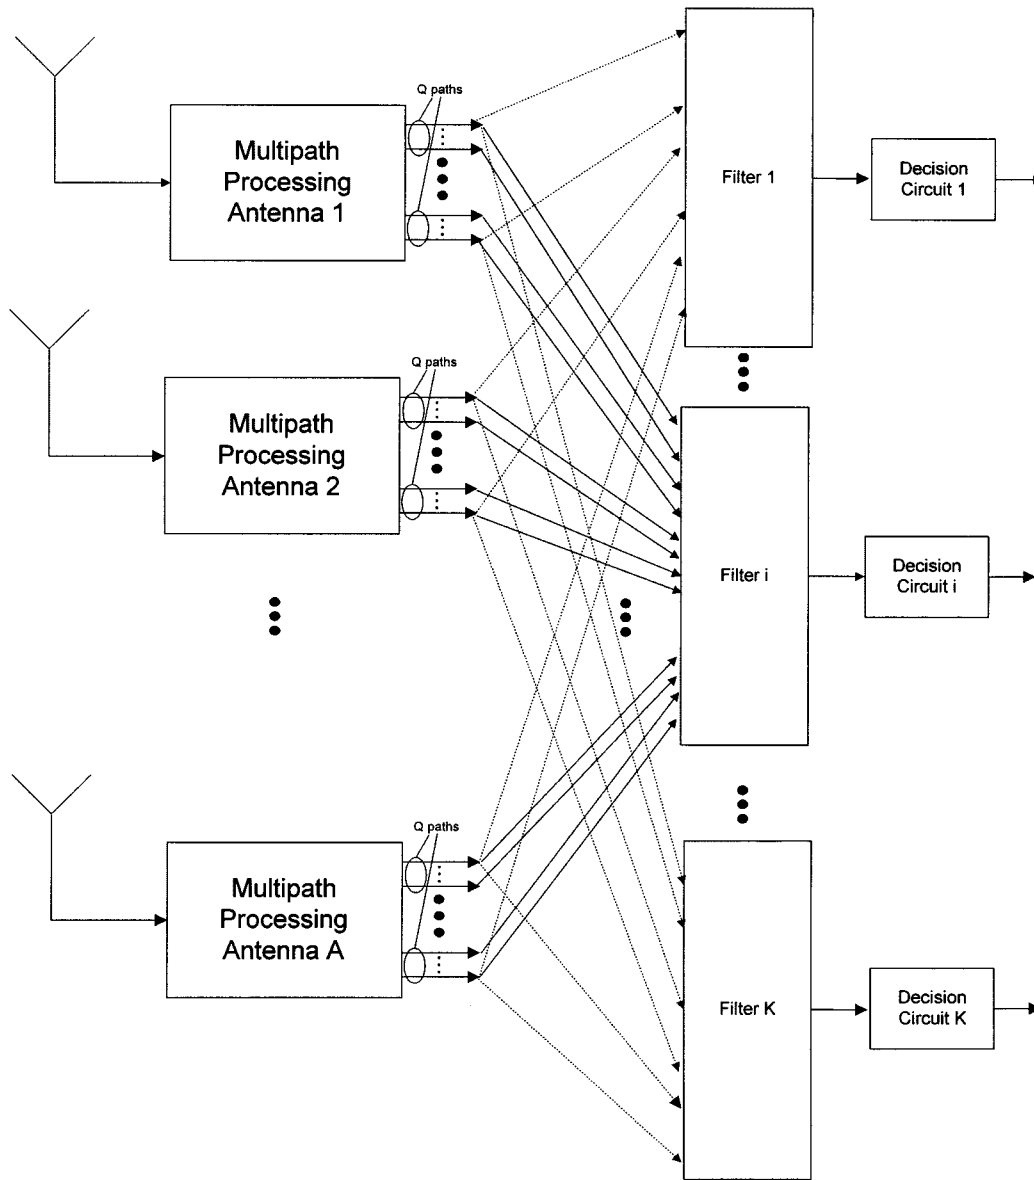 Q paths
Multipath
Processing
Antenna 1
Filter 1
Decision
Circuit 1
Q paths
Multipath
Processing
Antenna 2
Filter i
Decision
Circuit i
Q paths
Multipath
Processing
Antenna A
Filter K
Decision
Circuit K